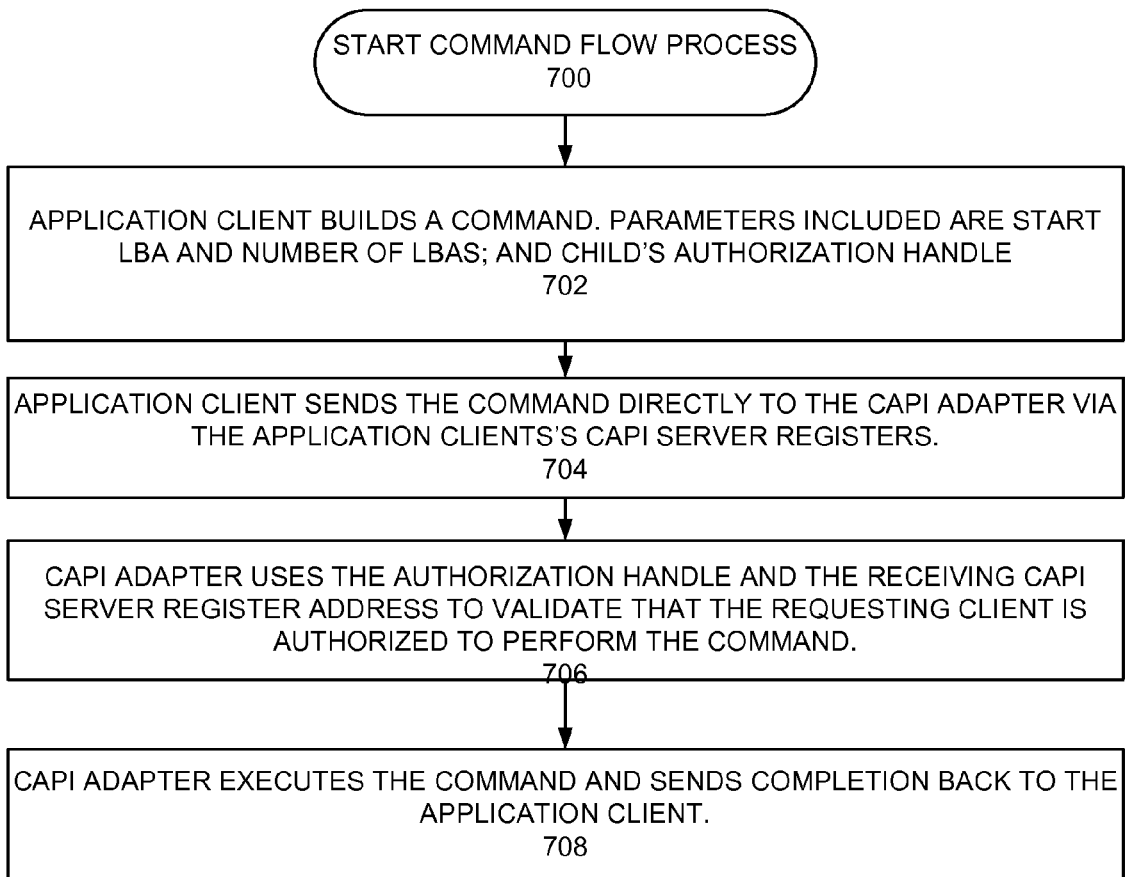 START COMMAND FLOW PROCESS
700
APPLICATION CLIENT BUILDS A COMMAND. PARAMETERS INCLUDED ARE START
LBA AND NUMBER OF LBAS; AND CHILD'S AUTHORIZATION HANDLE
702
APPLICATION CLIENT SENDS THE COMMAND DIRECTLY TO THE CAPI ADAPTER VIA
THE APPLICATION CLIENTS'S CAPI SERVER REGISTERS.
704
CAPI ADAPTER USES THE AUTHORIZATION HANDLE AND THE RECEIVING CAPI
SERVER REGISTER ADDRESS TO VALIDATE THAT THE REQUESTING CLIENT IS
AUTHORIZED TO PERFORM THE COMMAND.
706
CAPI ADAPTER EXECUTES THE COMMAND AND SENDS COMPLETION BACK TO THE
APPLICATION CLIENT.
708